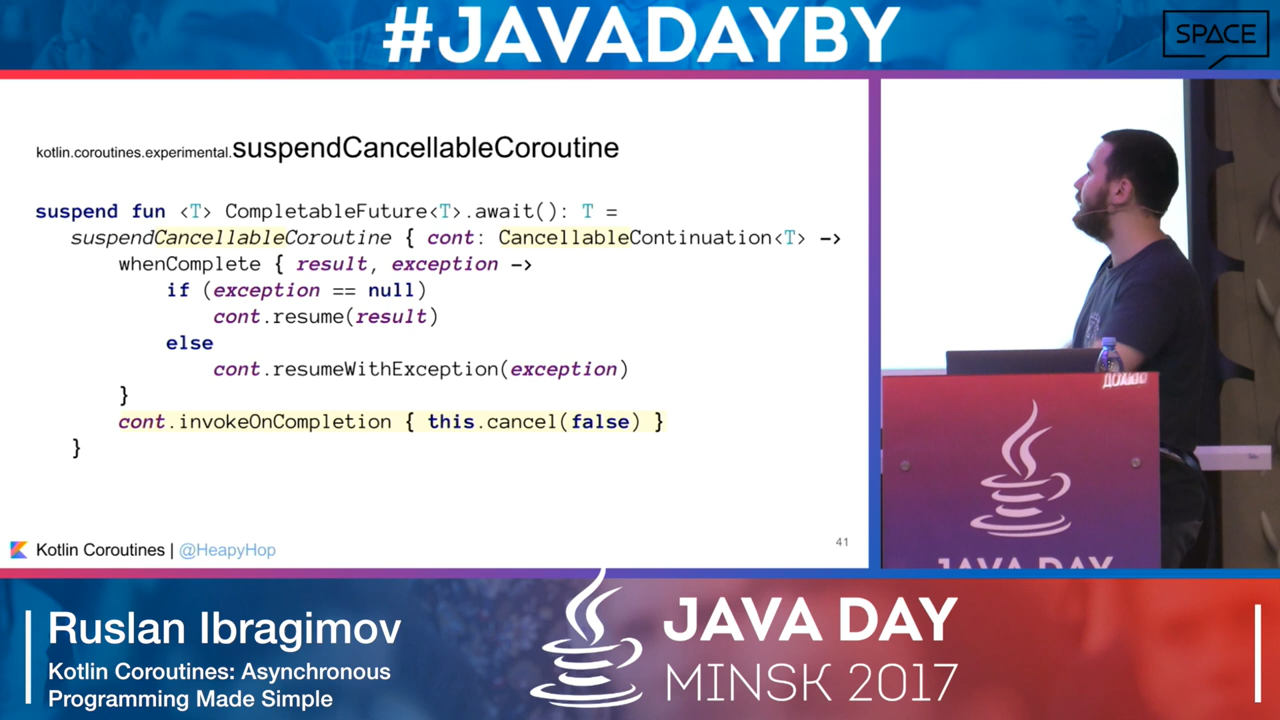 #JAVADAYBY
SPACE
kotlin.coroutines.experimental.suspendCancellableCoroutine
suspend fun <T> CompletableFuture<T>.await(): T =
suspendCancellableCoroutine { cont: CancellableContinuation<T> ->
whenComplete { result, exception ->
if (exception == null)
cont.resume(result)
else
cont.resumeWithException(exception)
}
cont.invokeOnCompletion { this.cancel(false) }
}
Kotlin Coroutines | @HeapyHop
41
JAVA DAY
Ruslan Ibragimov
Kotlin Coroutines: Asynchronous
Programming Made Simple
JAVA DAY
MINSK 2017